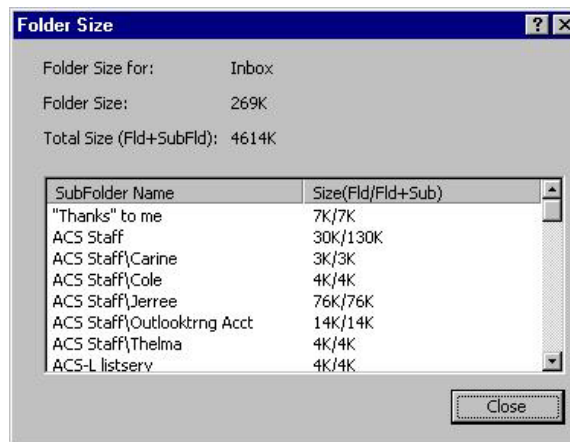 Folder Size
Folder Size for: Inbox
Folder Size: 269K
Total Size (Fld+SubFld): 4614K
SubFolder Name Size(Fld/Fld+Sub)
"Thanks" to me 7K/7K
ACS Staff 30K/130K
ACS Staff\Carine 3K/3K
ACS Staff\Cole 4K/4K
ACS Staff\Jerree 76K/76K
ACS Staff\Outlooktrng Acct 14K/14K
ACS Staff\Thelma 4K/4K
ACS-L listserv 4K/4K
Close